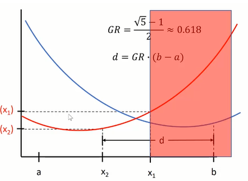 GR = (√5 − 1)/2 ≈ 0.618
d = GR · (b − a)
(x₁)
(x₂)
d
a x₂ x₁ b